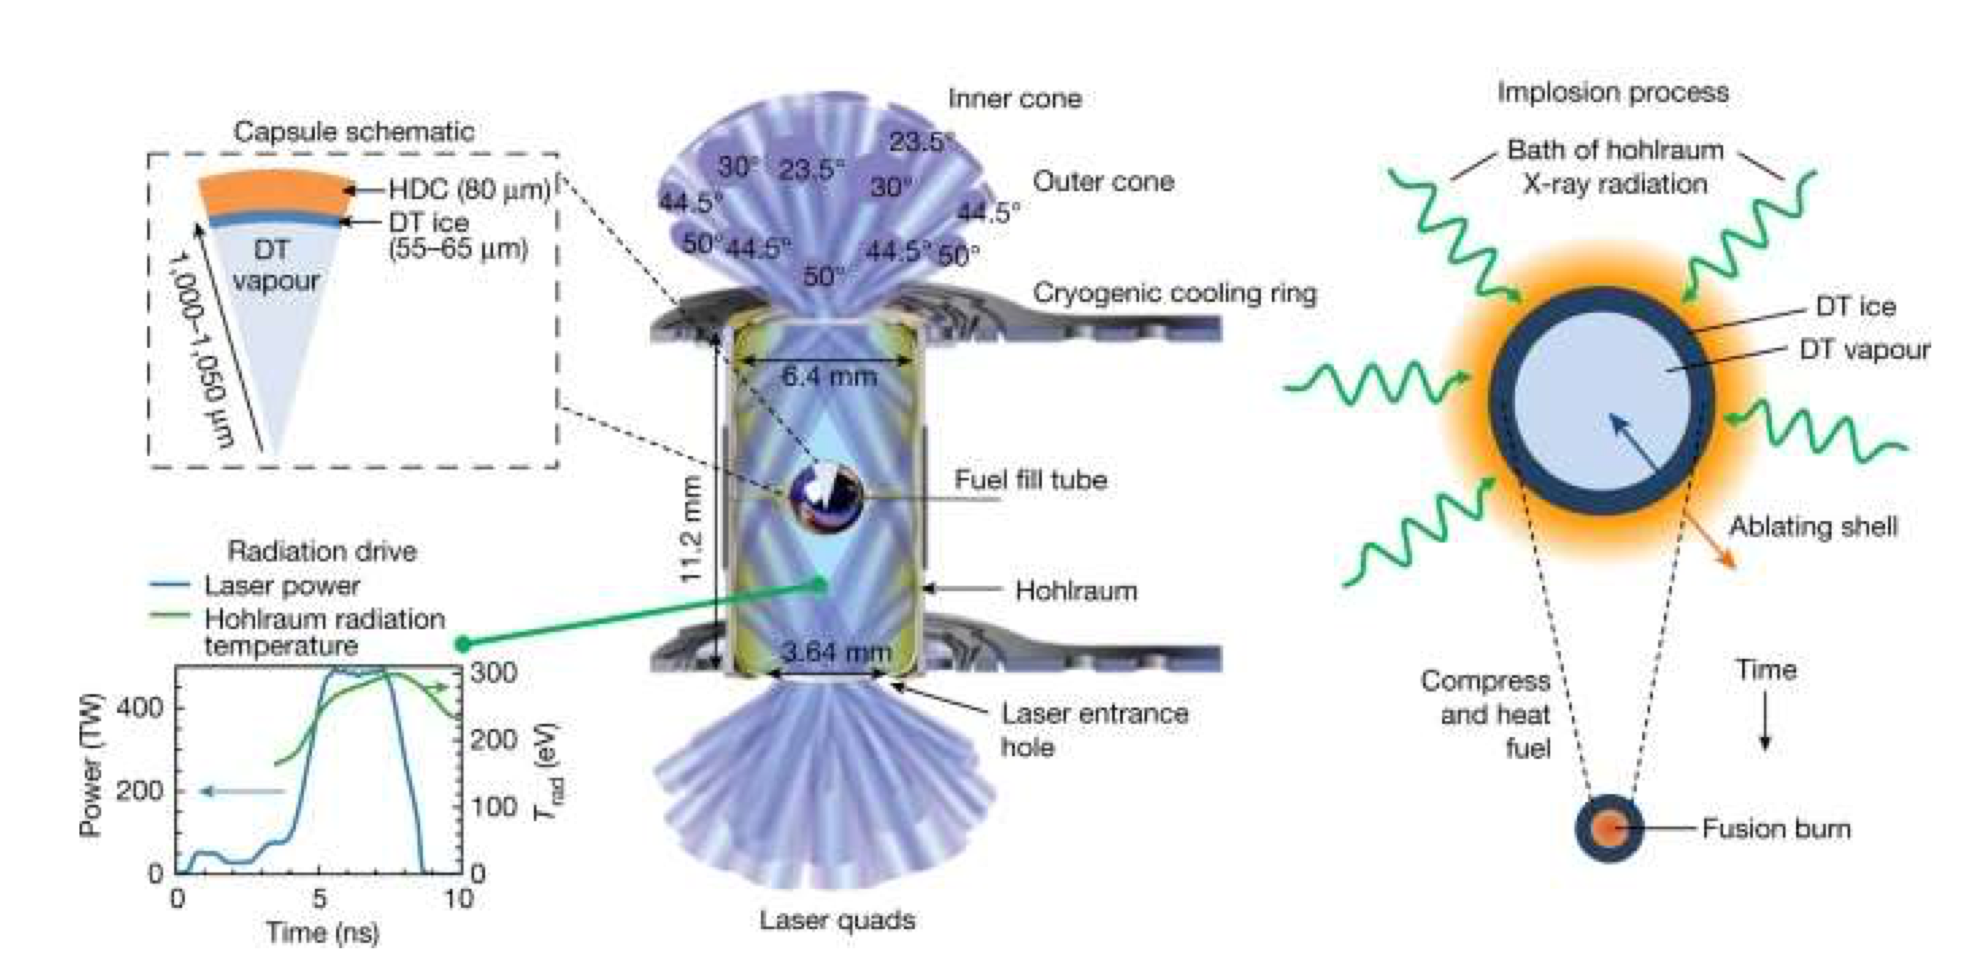 Capsule schematic
HDC (80 μm)
DT ice
(55–65 μm)
DT
vapour
1,000–1,050 μm
Radiation drive
Laser power
Hohlraum radiation
temperature
Power (TW)
400
200
0
300
200
100
0
T rad (eV)
0
5
10
Time (ns)
Inner cone
23.5°
30°
23.5°
30°
Outer cone
44.5°
44.5°
50°
44.5°
44.5°
50°
50°
Cryogenic cooling ring
6.4 mm
11.2 mm
Fuel fill tube
Hohlraum
3.64 mm
Laser entrance
hole
Laser quads
Implosion process
Bath of hohlraum
X-ray radiation
DT ice
DT vapour
Ablating shell
Compress
and heat
fuel
Time
Fusion burn